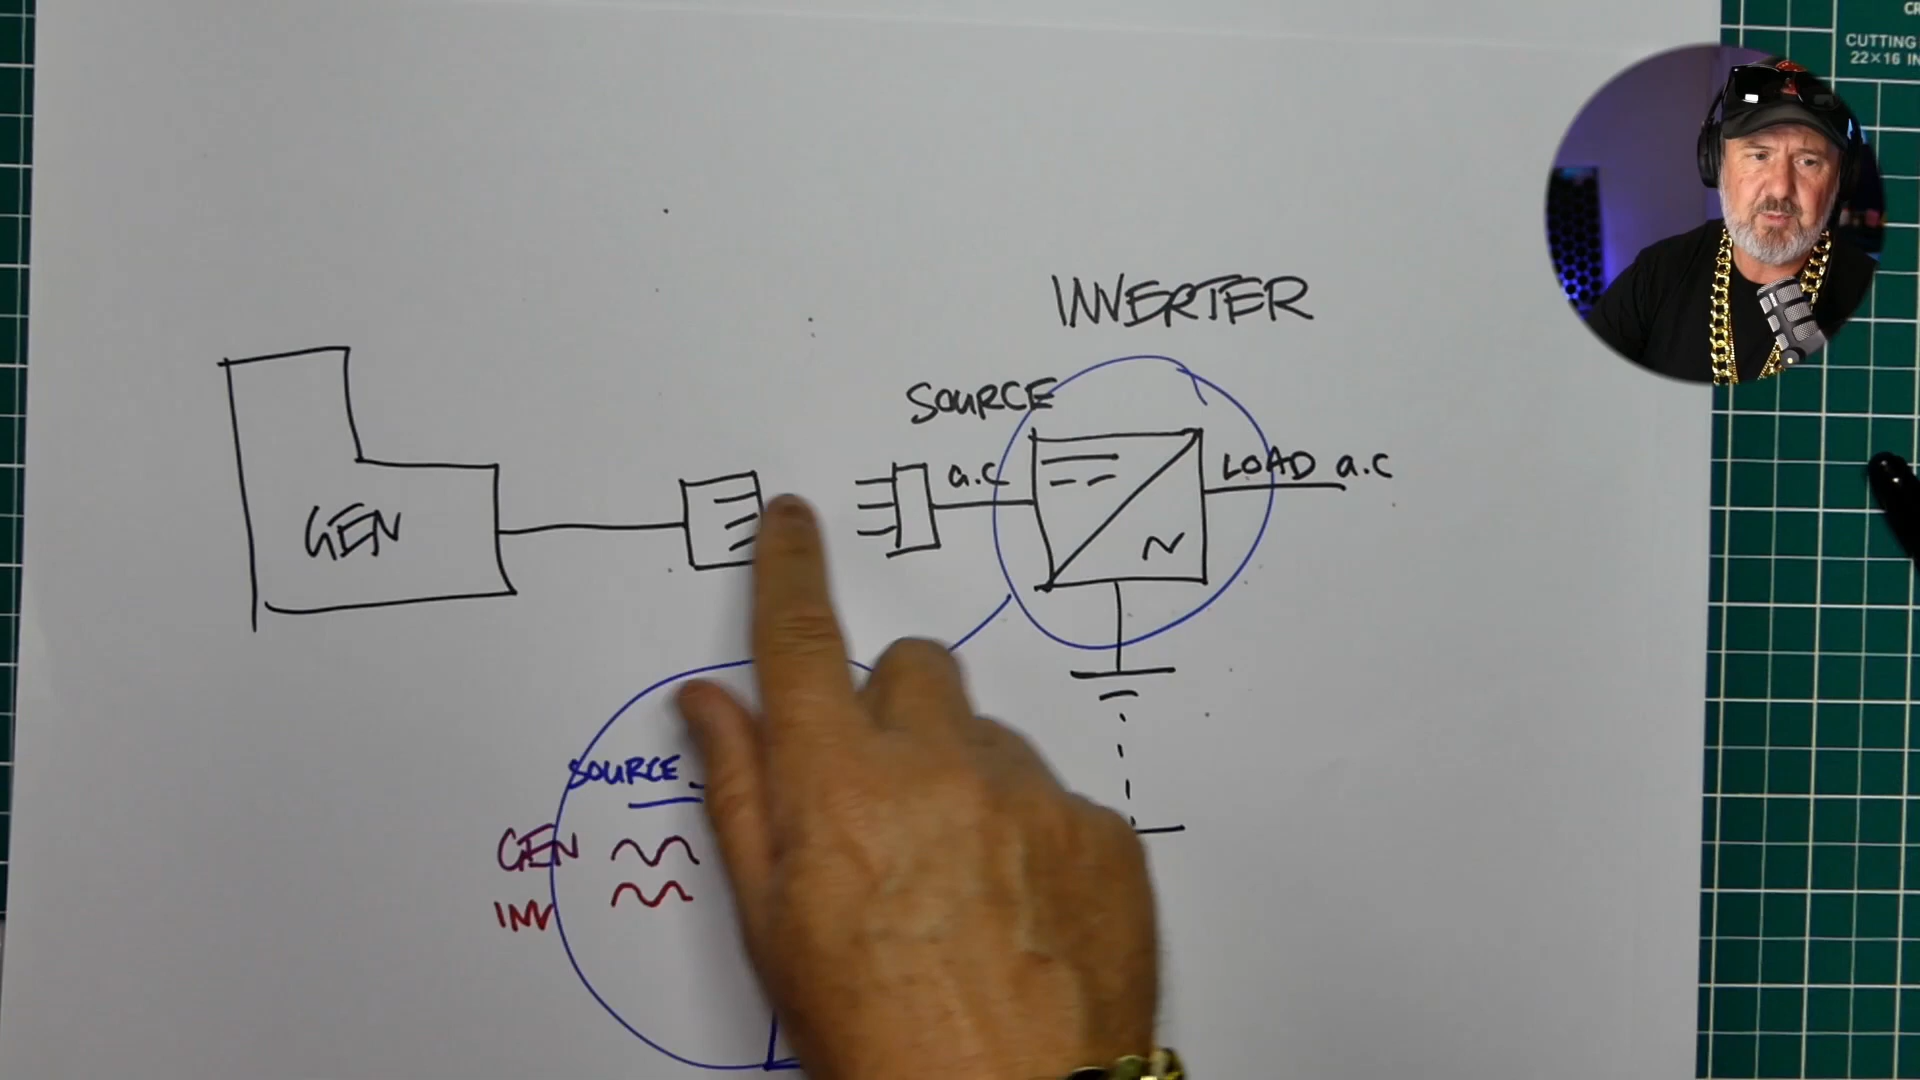 CUTTING
22×16 IN
INVERTER
SOURCE
a.c
LOAD a.c
GEN
N
SOURCE
GEN
INV